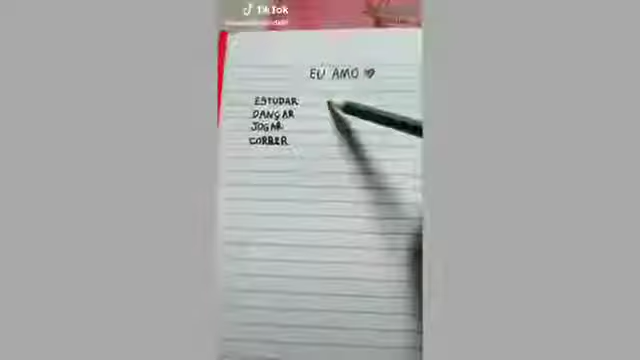 TikTok
EU AMO ♥
ESTUDAR
DANÇAR
JOGAR
CORRER